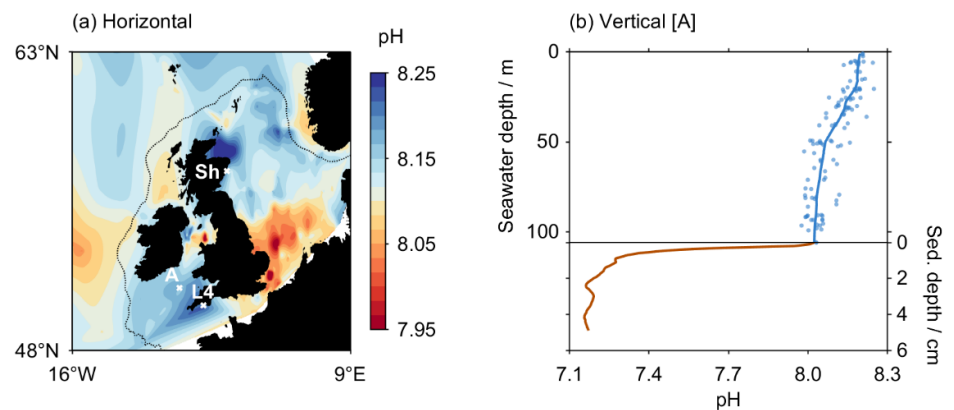 (a) Horizontal
63°N
48°N
16°W
9°E
Sh
A
L4
pH
8.25
8.15
8.05
7.95
(b) Vertical [A]
Seawater depth / m
0
50
100
Sed. depth / cm
0
2
4
6
7.1
7.4
7.7
8.0
8.3
pH